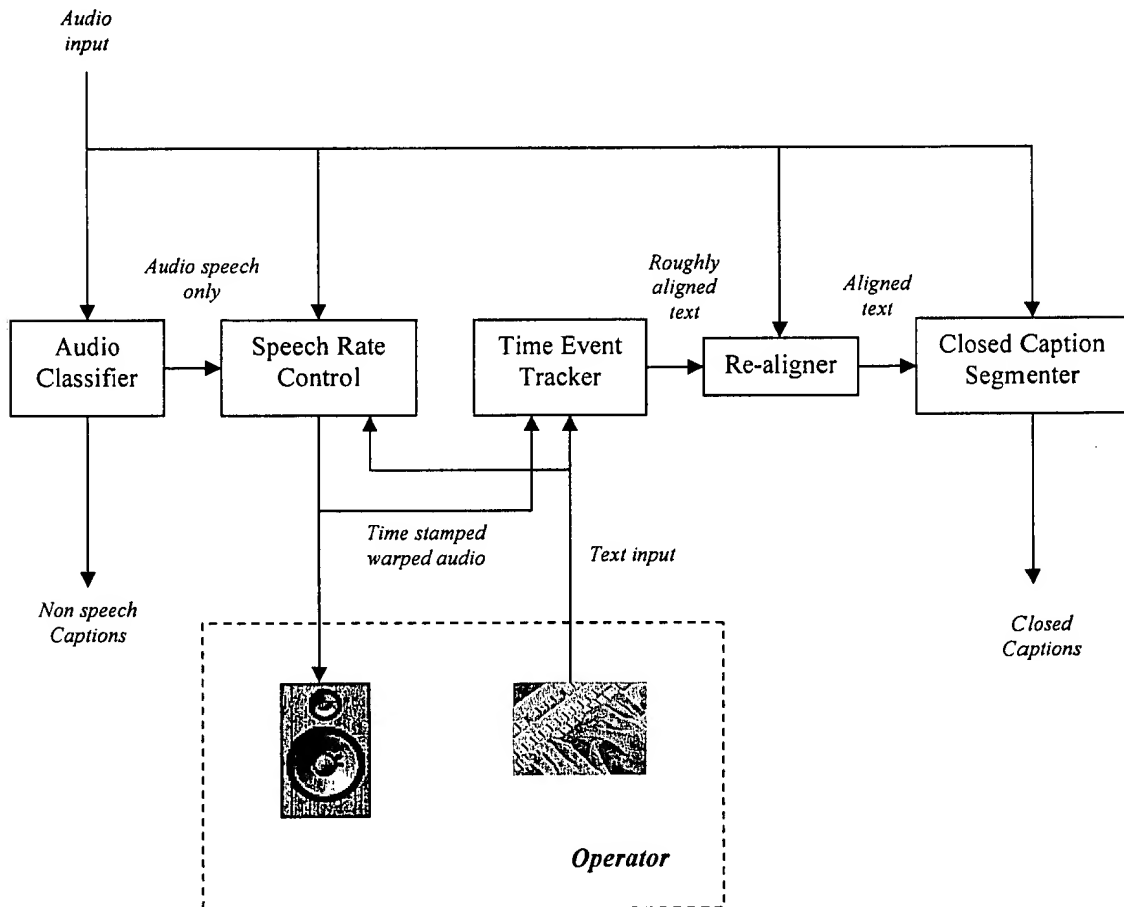 Audio
input
Audio speech
only
Roughly
aligned
text
Aligned
text
Audio
Classifier
Speech Rate
Control
Time Event
Tracker
Re-aligner
Closed Caption
Segmenter
Time stamped
warped audio
Text input
Non speech
Captions
Closed
Captions
Operator